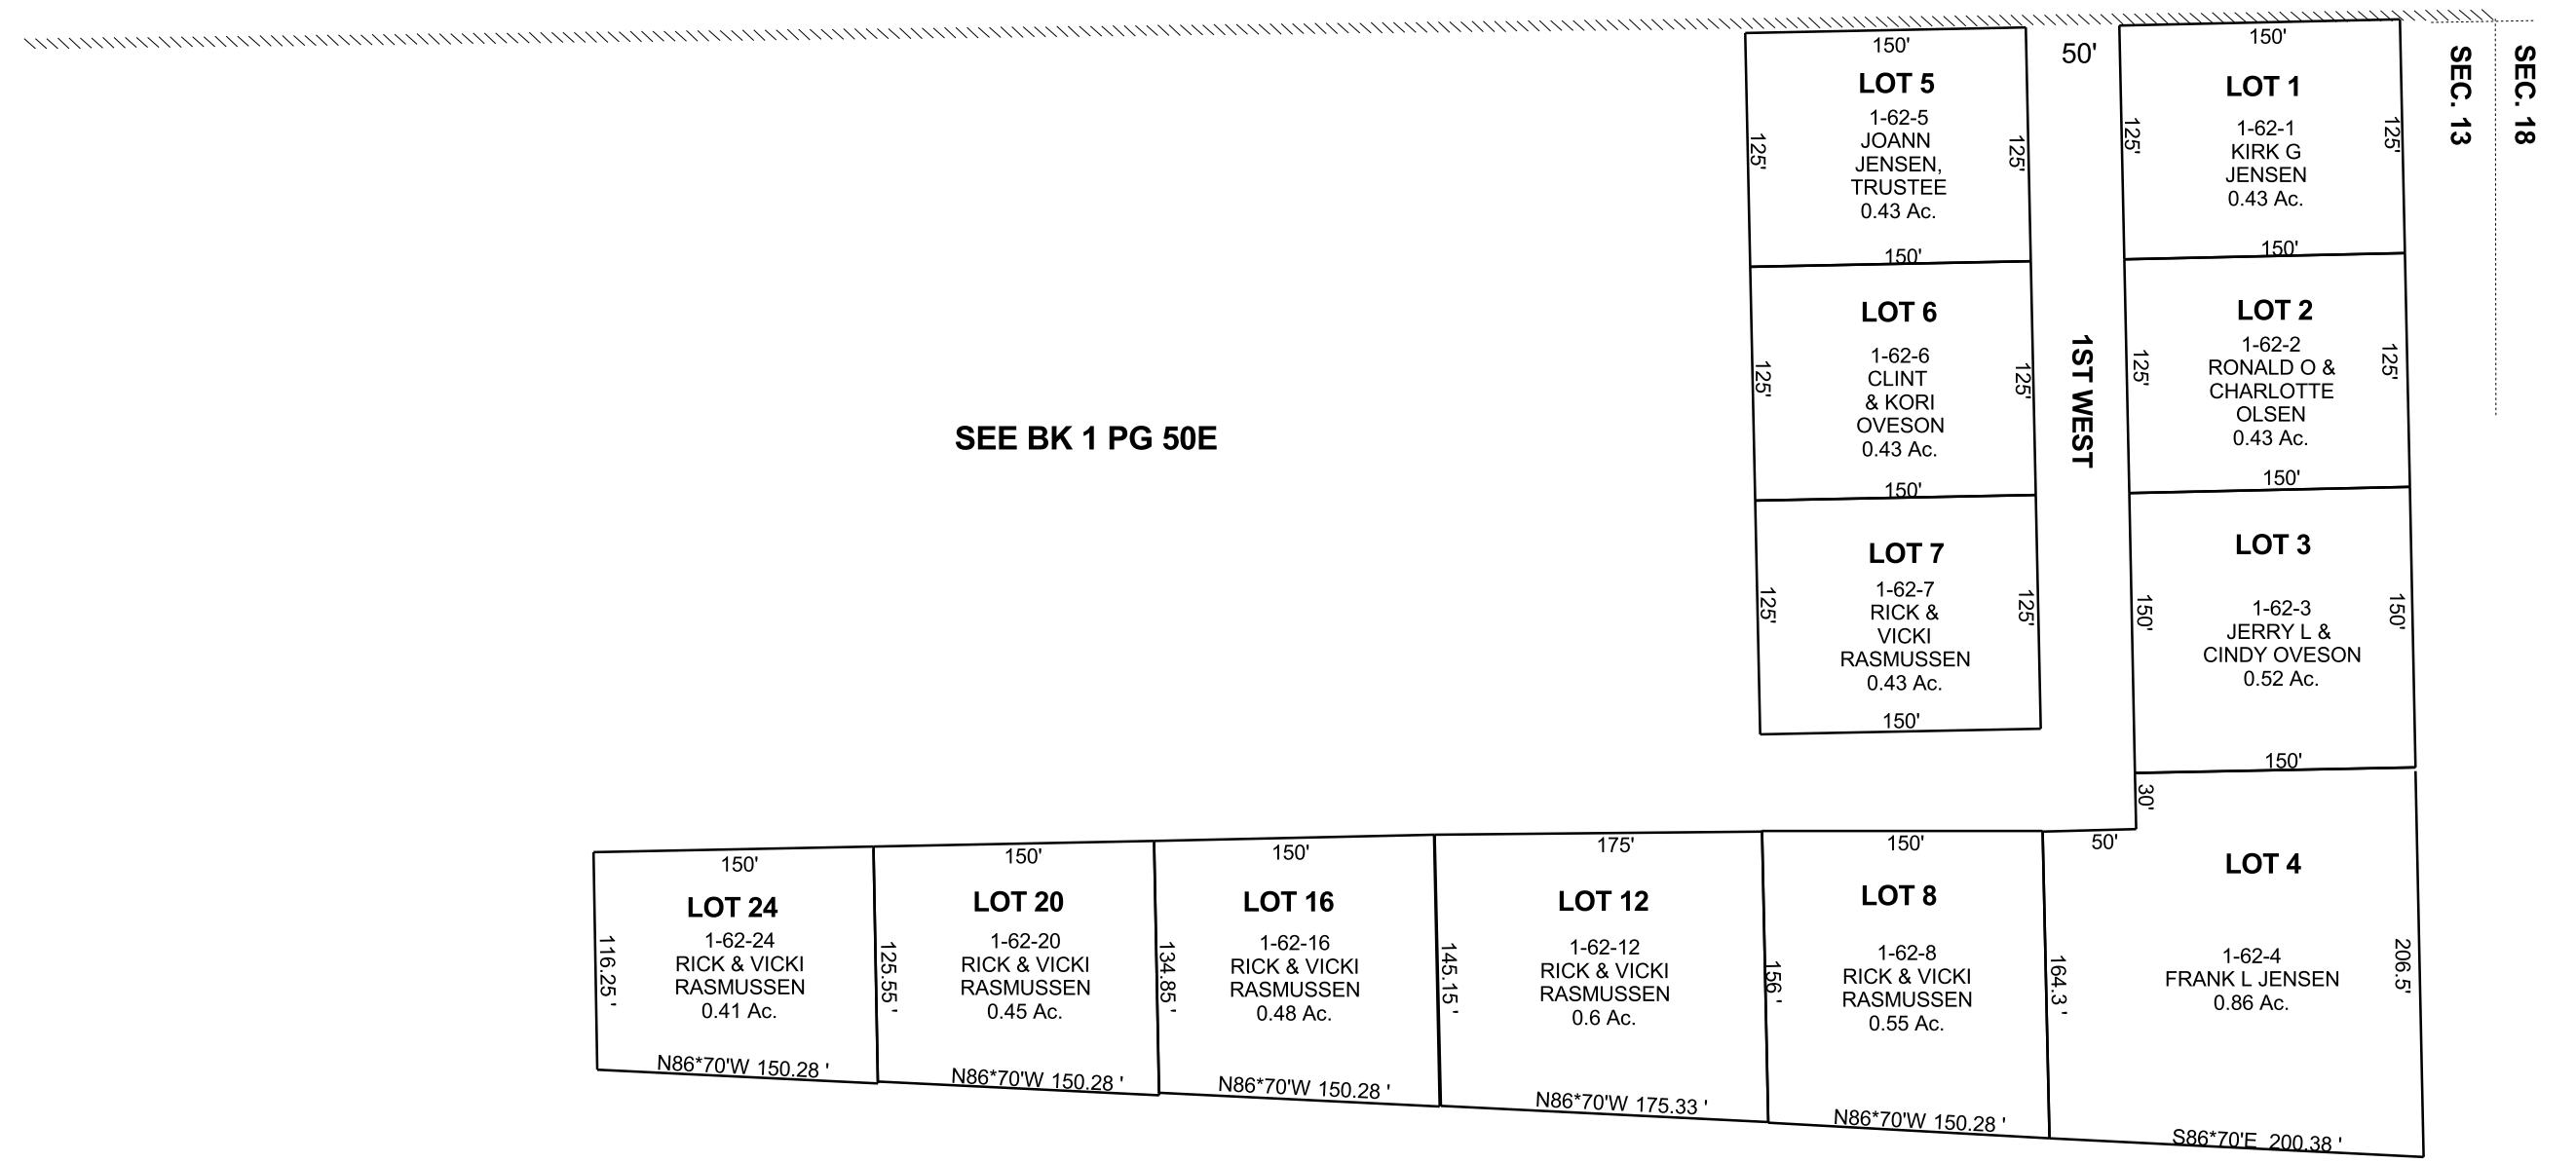 150'
LOT 5
1-62-5
JOANN
JENSEN,
TRUSTEE
0.43 Ac.
125'
125'
150'
50'
150'
LOT 1
1-62-1
KIRK G
JENSEN
0.43 Ac.
125'
125'
150'
SEC. 13
SEC. 18
LOT 6
1-62-6
CLINT
& KORI
OVESON
0.43 Ac.
125'
125'
150'
1ST WEST
LOT 2
1-62-2
RONALD O &
CHARLOTTE
OLSEN
0.43 Ac.
125'
125'
150'
SEE BK 1 PG 50E
LOT 7
1-62-7
RICK &
VICKI
RASMUSSEN
0.43 Ac.
125'
125'
150'
LOT 3
1-62-3
JERRY L &
CINDY OVESON
0.52 Ac.
150'
150'
150'
30'
150'
LOT 24
1-62-24
RICK & VICKI
RASMUSSEN
0.41 Ac.
116.25 '
N86*70'W 150.28 '
125.55 '
150'
LOT 20
1-62-20
RICK & VICKI
RASMUSSEN
0.45 Ac.
N86*70'W 150.28 '
134.85 '
150'
LOT 16
1-62-16
RICK & VICKI
RASMUSSEN
0.48 Ac.
N86*70'W 150.28 '
145.15 '
175'
LOT 12
1-62-12
RICK & VICKI
RASMUSSEN
0.6 Ac.
N86*70'W 175.33 '
156 '
150'
LOT 8
1-62-8
RICK & VICKI
RASMUSSEN
0.55 Ac.
N86*70'W 150.28 '
164.3 '
50'
LOT 4
1-62-4
FRANK L JENSEN
0.86 Ac.
206.5'
S86*70'E 200.38 '